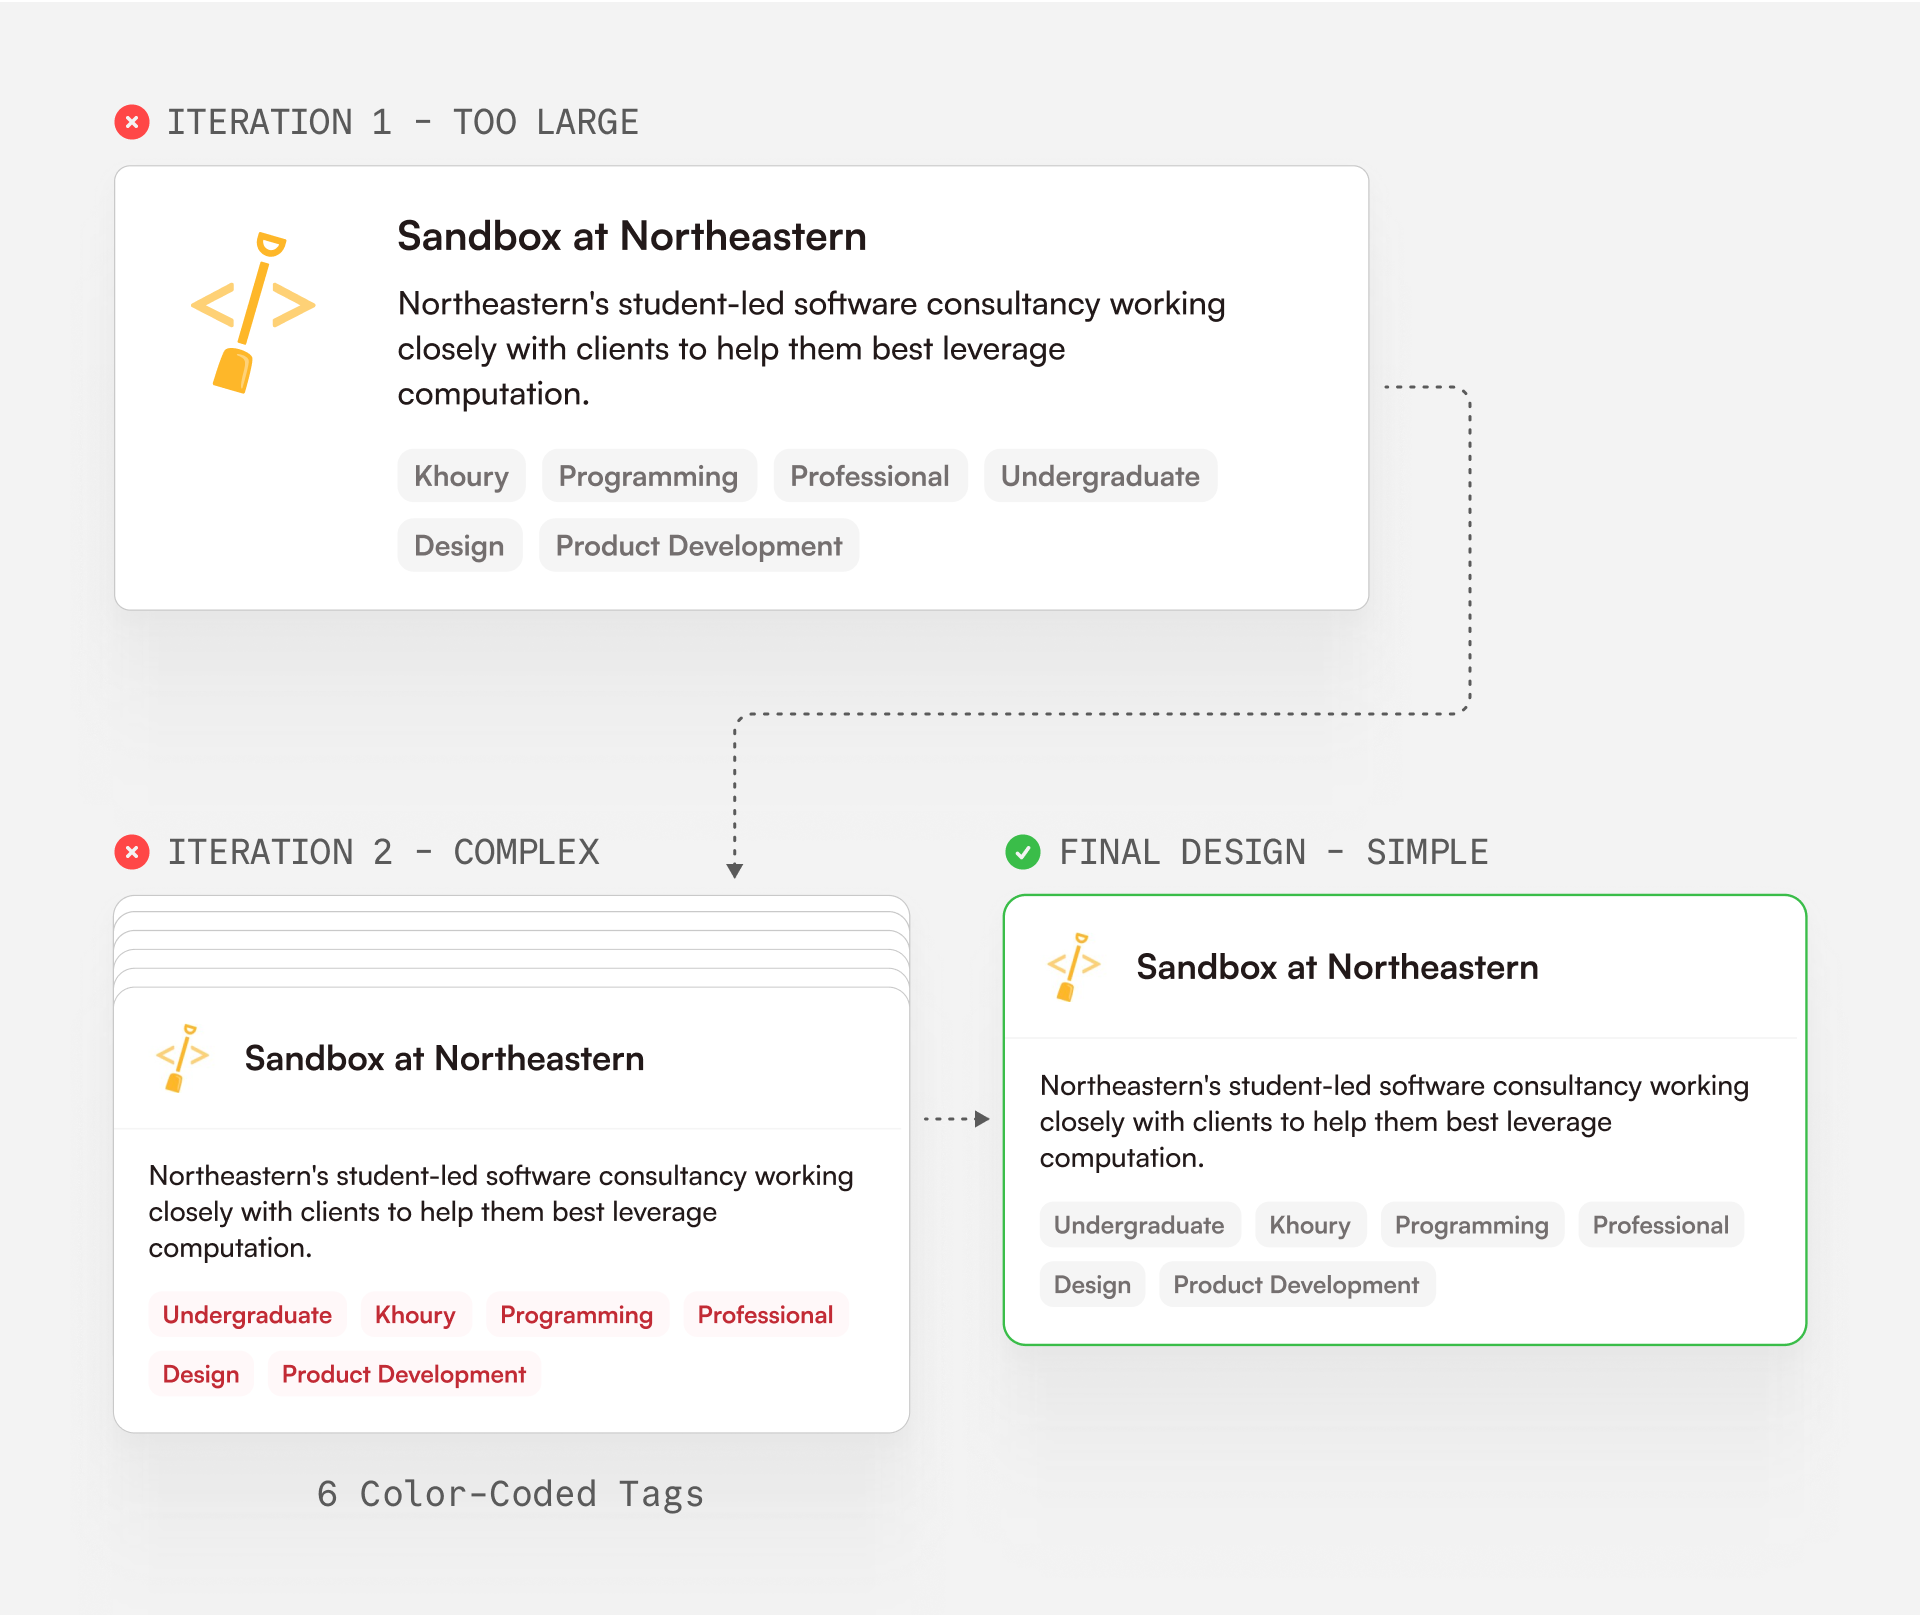 ITERATION 1 - TOO LARGE
Sandbox at Northeastern
Northeastern's student-led software consultancy working
closely with clients to help them best leverage
computation.
Khoury Programming Professional Undergraduate
Design Product Development
ITERATION 2 - COMPLEX
Sandbox at Northeastern
Northeastern's student-led software consultancy working
closely with clients to help them best leverage
computation.
Undergraduate Khoury Programming Professional
Design Product Development
6 Color-Coded Tags
FINAL DESIGN - SIMPLE
Sandbox at Northeastern
Northeastern's student-led software consultancy working
closely with clients to help them best leverage
computation.
Undergraduate Khoury Programming Professional
Design Product Development